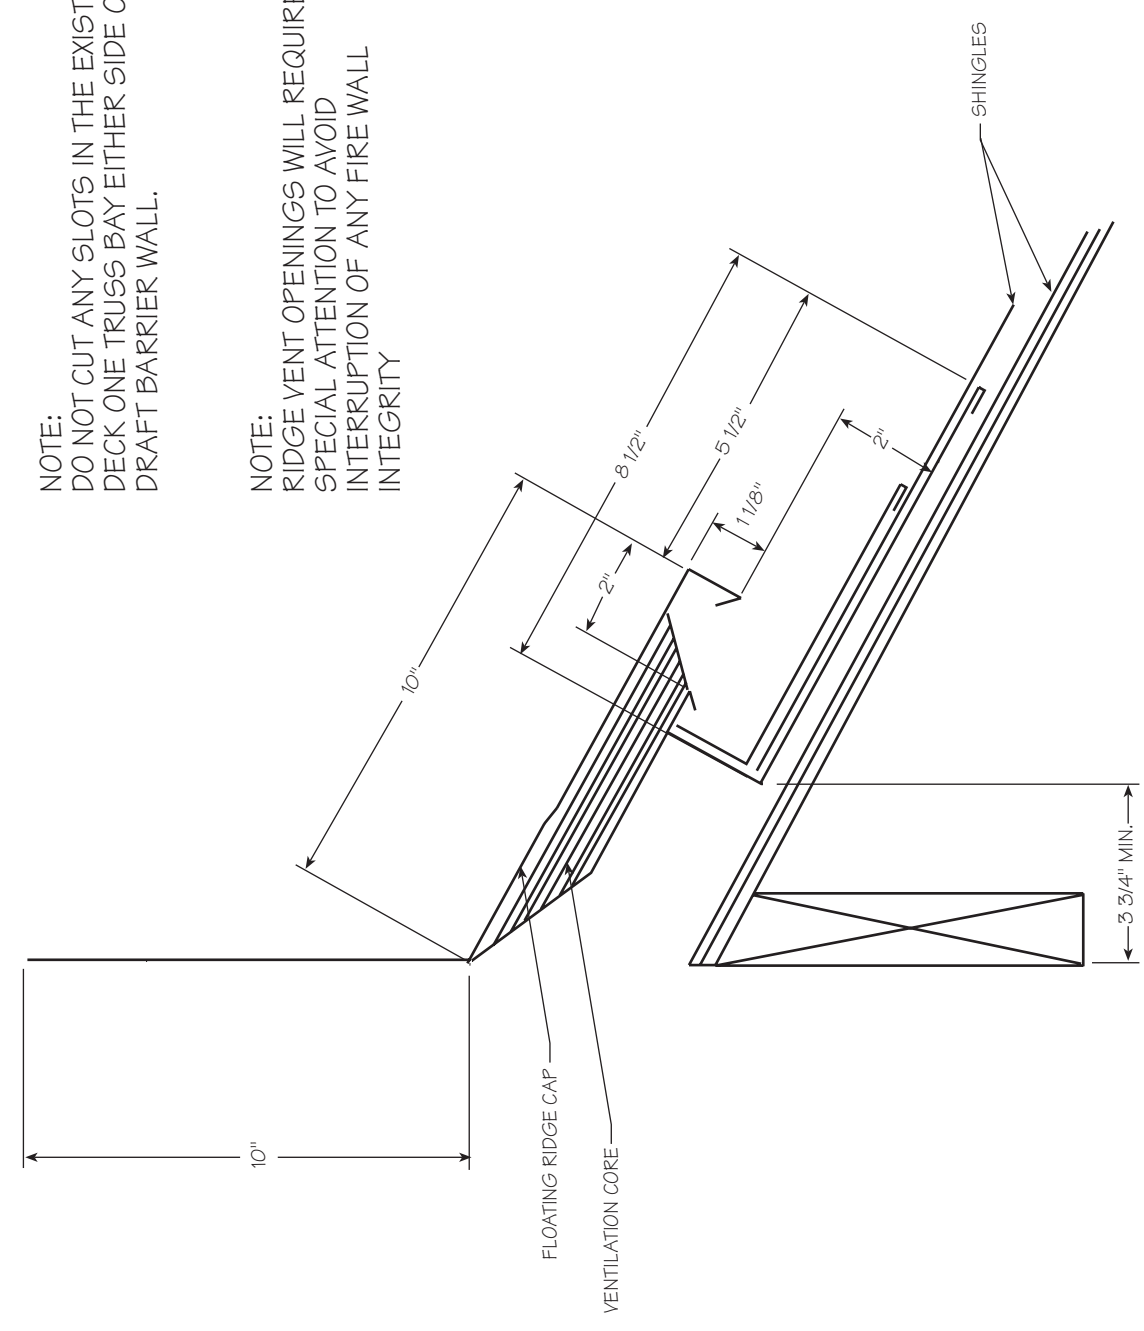 NOTE:
DO NOT CUT ANY SLOTS IN THE EXIST
DECK ONE TRUSS BAY EITHER SIDE O
DRAFT BARRIER WALL.
NOTE:
RIDGE VENT OPENINGS WILL REQUIRE
SPECIAL ATTENTION TO AVOID
INTERRUPTION OF ANY FIRE WALL
INTEGRITY
10"
10"
8 1/2"
5 1/2"
2"
1 1/8"
2"
SHINGLES
FLOATING RIDGE CAP
VENTILATION CORE
3 3/4" MIN.